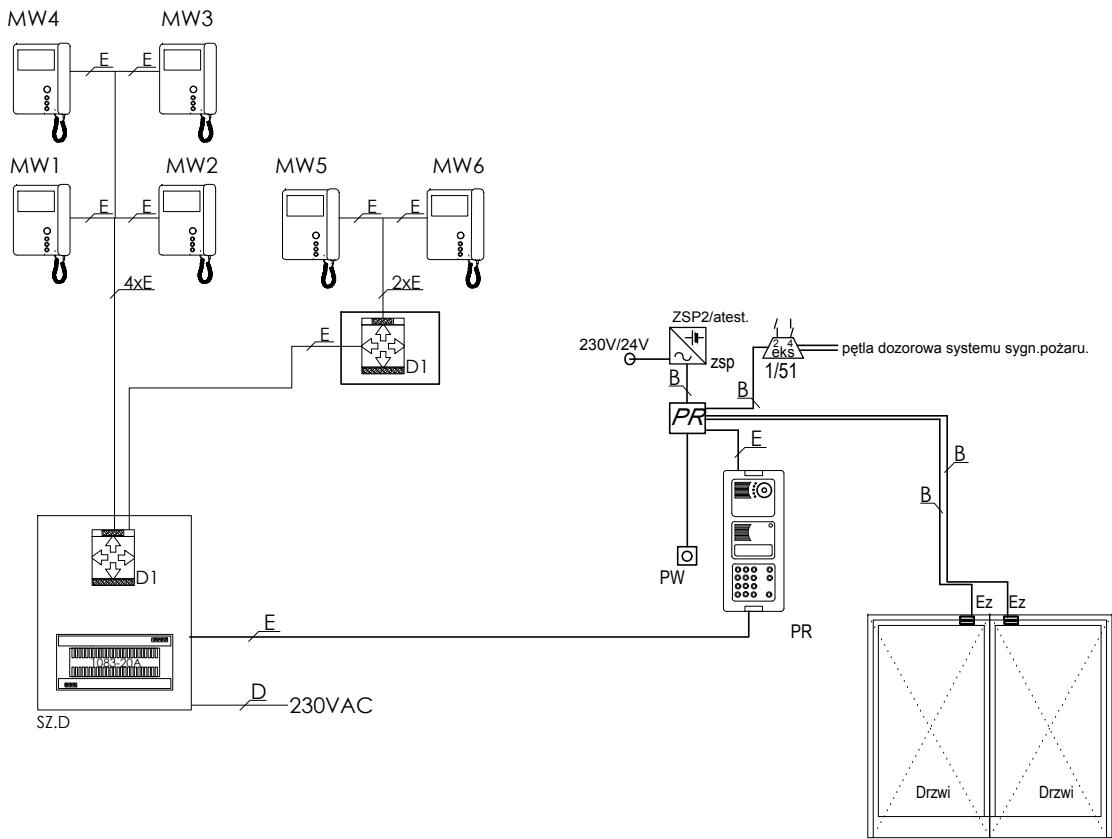 MW4
MW3
E
E
MW1
MW2
MW5
MW6
E
E
E
E
4xE
2xE
E
D1
ZSP2/atest.
230V/24V
zsp
2 4
eks
1/51
pętla dozorowa systemu sygn.pożaru.
B
B
PR
E
B
B
PW
D1
PR
E
1083-20A
D
230VAC
SZ.D
Ez
Ez
Drzwi
Drzwi